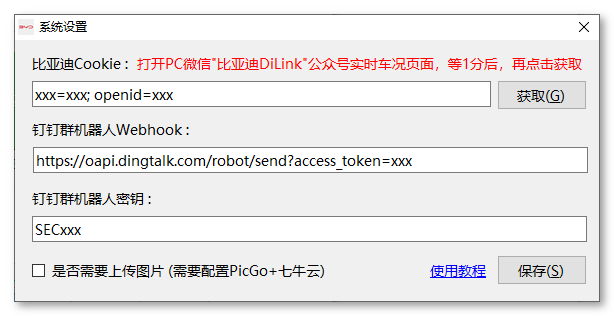 BYD 系统设置
比亚迪Cookie： 打开PC微信"比亚迪DiLink"公众号实时车况页面，等1分后，再点击获取
xxx=xxx; openid=xxx 获取(G)
钉钉群机器人Webhook：
https://oapi.dingtalk.com/robot/send?access_token=xxx
钉钉群机器人密钥：
SECxxx
是否需要上传图片 (需要配置PicGo+七牛云) 使用教程 保存(S)